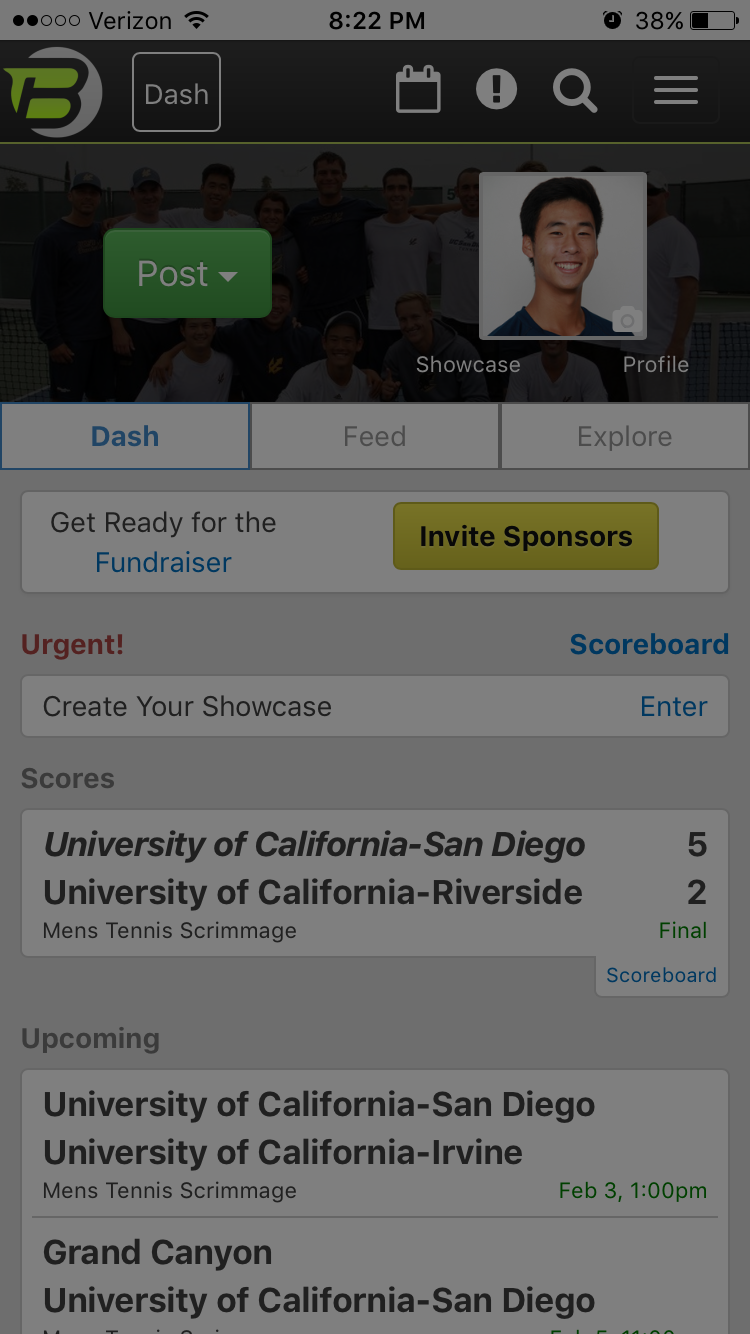 Verizon 8:22 PM 38%
B Dash
Post
Showcase Profile
Dash Feed Explore
Get Ready for the
Fundraiser
Invite Sponsors
Urgent! Scoreboard
Create Your Showcase Enter
Scores
University of California-San Diego 5
University of California-Riverside 2
Mens Tennis Scrimmage Final
Scoreboard
Upcoming
University of California-San Diego
University of California-Irvine
Mens Tennis Scrimmage Feb 3, 1:00pm
Grand Canyon
University of California-San Diego